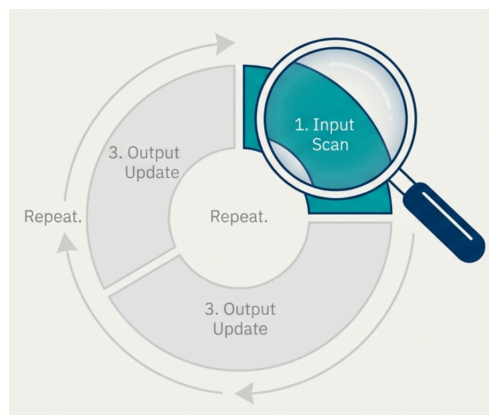 1. Input
Scan
3. Output
Update
Repeat.
Repeat.
3. Output
Update